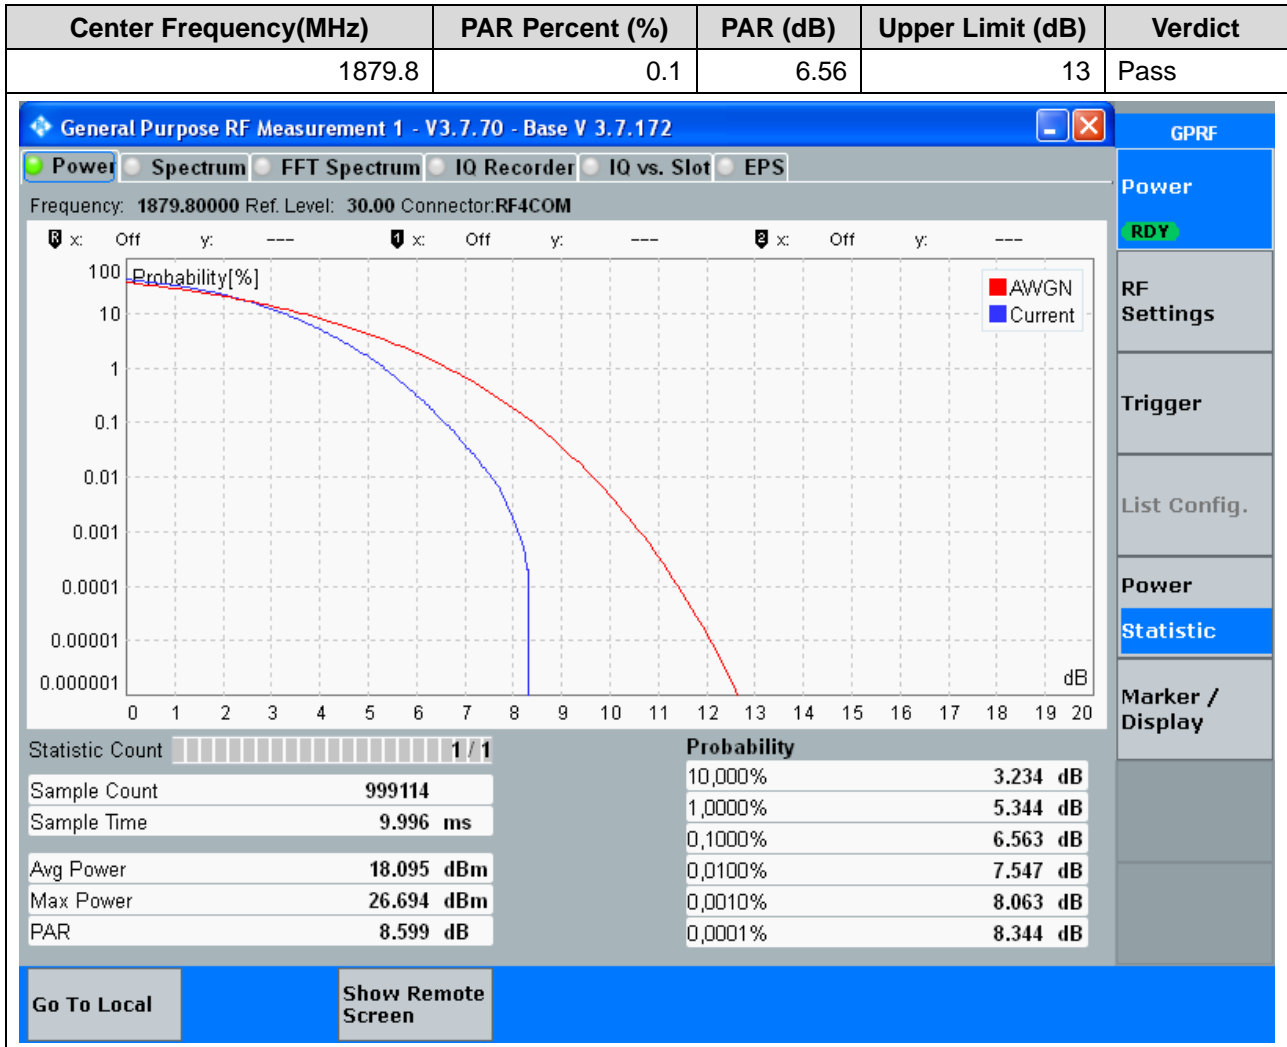 Center Frequency(MHz) PAR Percent (%) PAR (dB) Upper Limit (dB) Verdict
1879.8 0.1 6.56 13 Pass
General Purpose RF Measurement 1 - V3.7.70 - Base V 3.7.172
GPRF
Power Spectrum FFT Spectrum IQ Recorder IQ vs. Slot EPS
Frequency: 1879.80000 Ref. Level: 30.00 Connector:RF4COM
Power
RDY
R x: Off y: --- 1 x: Off y: --- 2 x: Off y: ---
Probability[%]
AWGN
Current
100
10
1
0.1
0.01
0.001
0.0001
0.00001
0.000001
dB
0 1 2 3 4 5 6 7 8 9 10 11 12 13 14 15 16 17 18 19 20
RF
Settings
Trigger
List Config.
Power
Statistic
Marker /
Display
Statistic Count 1 / 1
Sample Count 999114
Sample Time 9.996 ms
Avg Power 18.095 dBm
Max Power 26.694 dBm
PAR 8.599 dB
Probability
10,000% 3.234 dB
1,0000% 5.344 dB
0,1000% 6.563 dB
0,0100% 7.547 dB
0,0010% 8.063 dB
0,0001% 8.344 dB
Go To Local
Show Remote
Screen